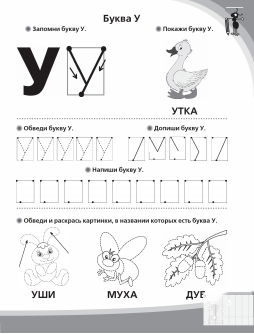 Буква У
Запомни букву У.
Покажи букву У.
У У
УТКА
Обведи букву У.
Допиши букву У.
Напиши букву У.
Обведи и раскрась картинки, в названии которых есть буква У.
УШИ
МУХА
ДУБ